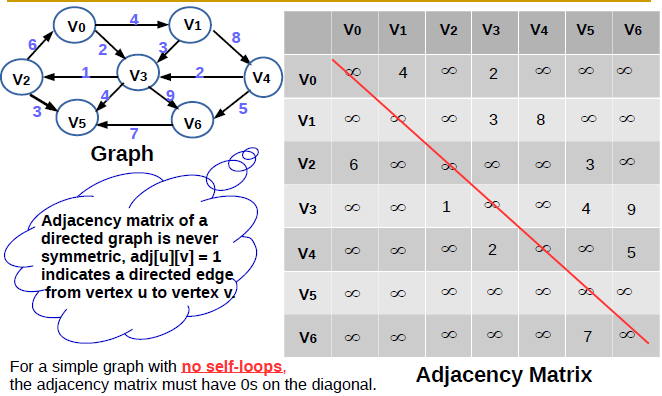 V0 4 V1
6 2 3 8
V2 1 V3 2 V4
3 4 9 5
V5 7 V6
Graph
Adjacency matrix of a
directed graph is never
symmetric, adj[u][v] = 1
indicates a directed edge
from vertex u to vertex v.
V0 V1 V2 V3 V4 V5 V6
V0 ∞ 4 ∞ 2 ∞ ∞ ∞
V1 ∞ ∞ ∞ 3 8 ∞ ∞
V2 6 ∞ ∞ ∞ ∞ 3 ∞
V3 ∞ ∞ 1 ∞ ∞ 4 9
V4 ∞ ∞ ∞ 2 ∞ ∞ 5
V5 ∞ ∞ ∞ ∞ ∞ ∞ ∞
V6 ∞ ∞ ∞ ∞ ∞ 7 ∞
Adjacency Matrix
For a simple graph with no self-loops,
the adjacency matrix must have 0s on the diagonal.